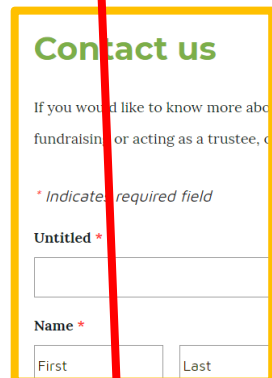 Contact us
If you would like to know more abo
fundraising or acting as a trustee, o
* Indicates required field
Untitled *
Name *
First Last